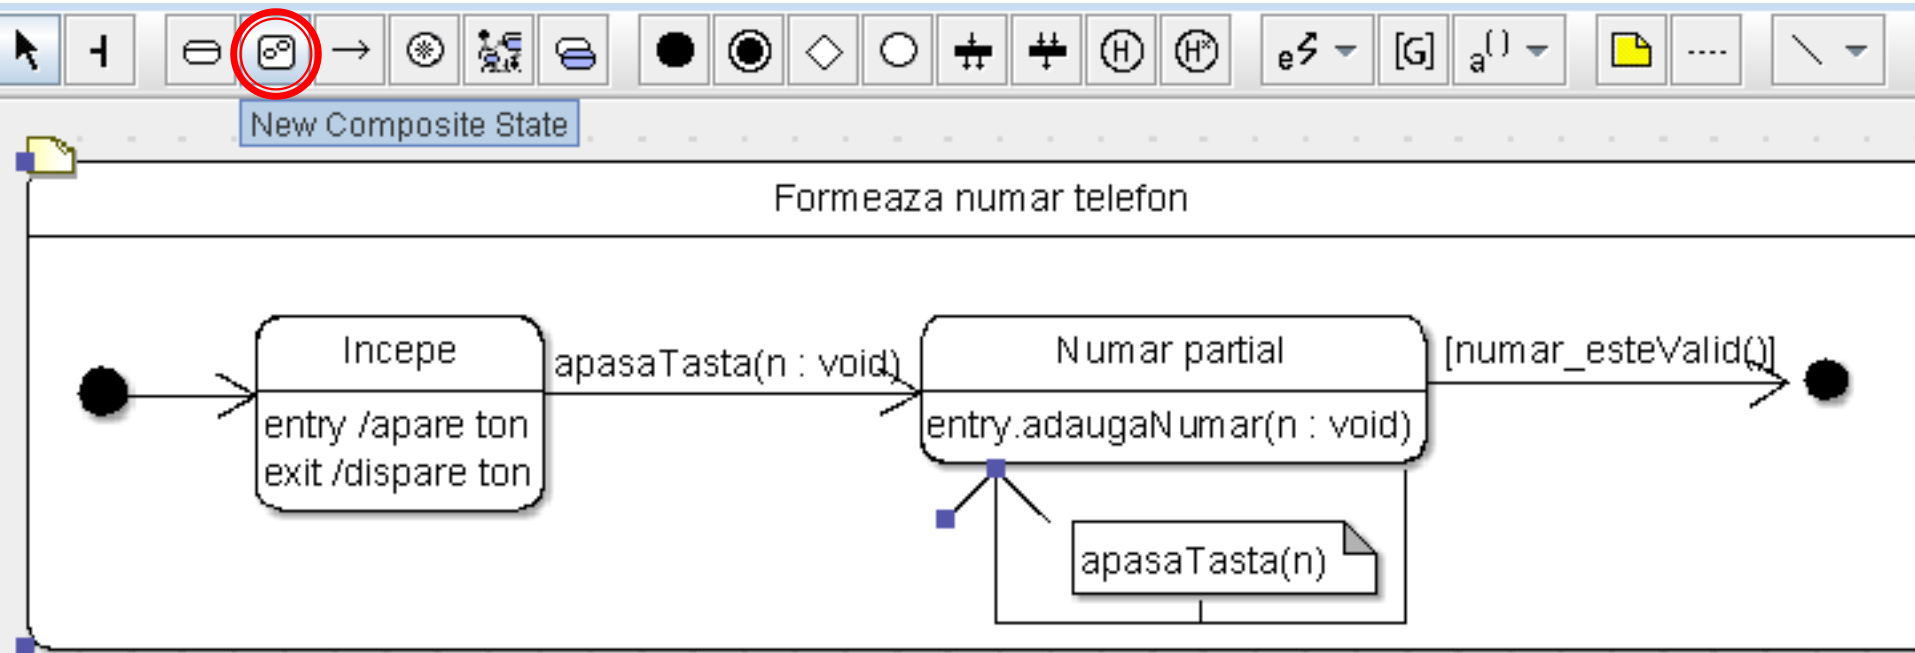 H H*
e [G] a()
New Composite State
Formeaza numar telefon
Incepe
entry /apare ton
exit /dispare ton
apasaTasta(n : void)
Numar partial
entry.adaugaNumar(n : void)
[numar_esteValid()]
apasaTasta(n)